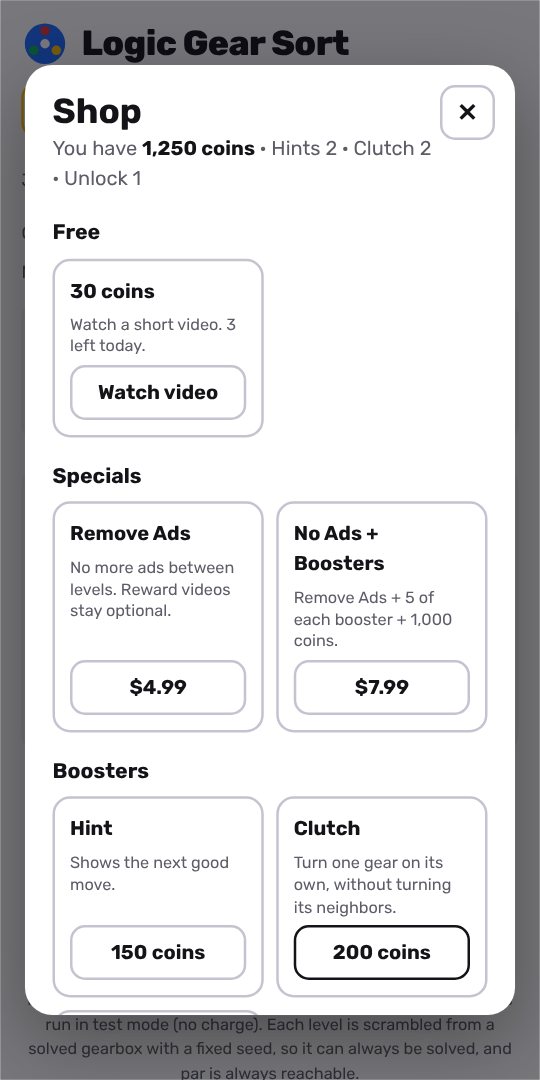 Logic Gear Sort
Shop
×
You have 1,250 coins · Hints 2 · Clutch 2
· Unlock 1
Free
30 coins
Watch a short video. 3
left today.
Watch video
Specials
Remove Ads
No more ads between
levels. Reward videos
stay optional.
$4.99
No Ads +
Boosters
Remove Ads + 5 of
each booster + 1,000
coins.
$7.99
Boosters
Hint
Shows the next good
move.
150 coins
Clutch
Turn one gear on its
own, without turning
its neighbors.
200 coins
run in test mode (no charge). Each level is scrambled from a
solved gearbox with a fixed seed, so it can always be solved, and
par is always reachable.